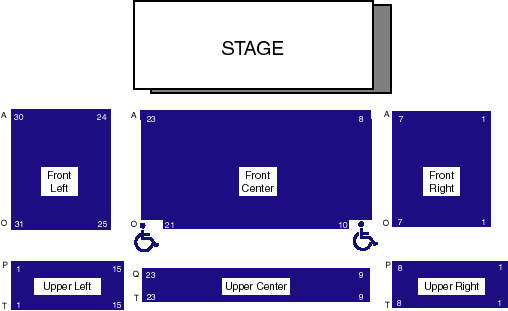 STAGE
A
30 24
Front
Left
O
31 25
A
23 8
Front
Center
O
21 10
A
7 1
Front
Right
O
7 1
P
1 15
Upper Left
T
1 15
Q
23 9
Upper Center
T
23 9
P
8 1
Upper Right
T
8 1